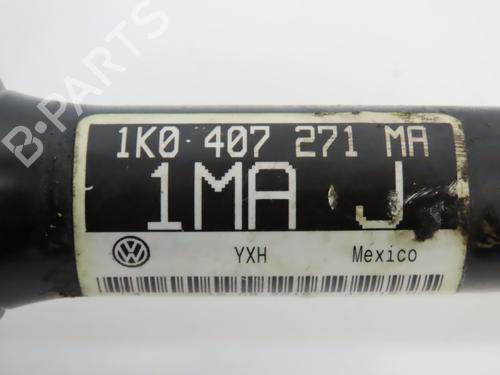 1K0 407 271 MA
1MA J
YXH Mexico
B-PARTS